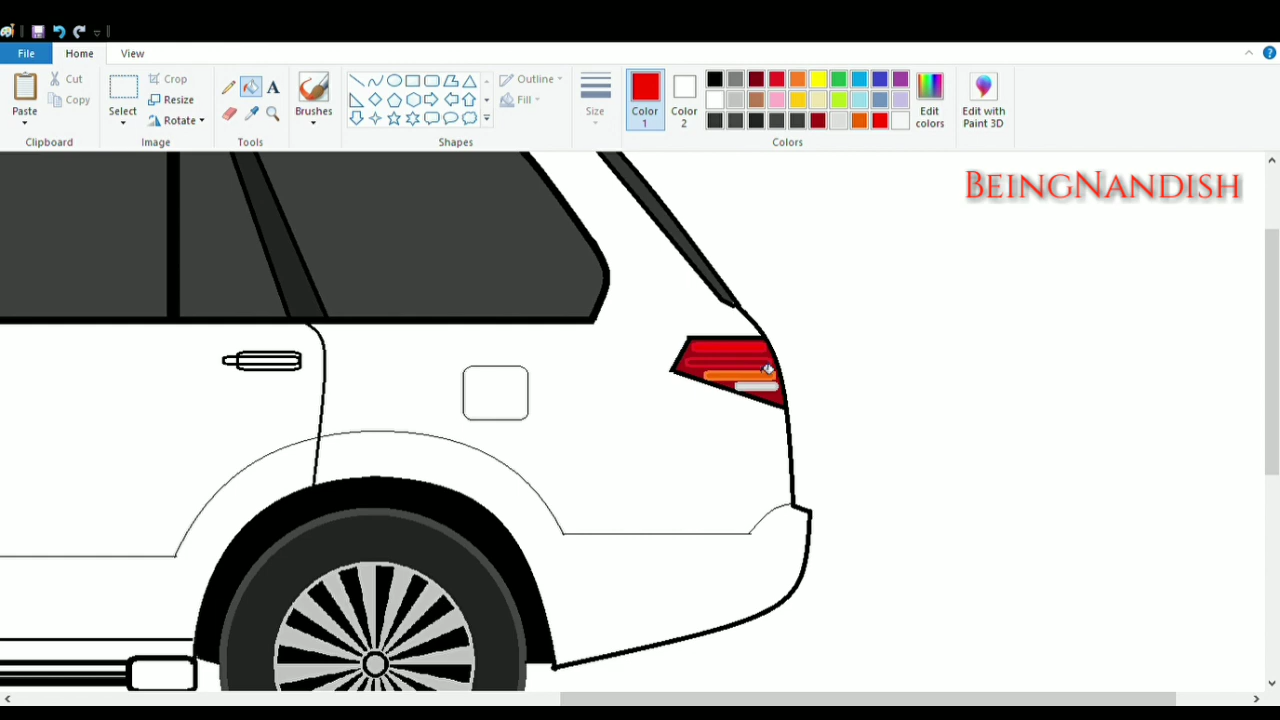 File Home View
Cut
Copy
Paste
Clipboard
Select
Crop
Resize
Rotate
Image
A
Tools
Brushes
Outline
Fill
Shapes
Size
Color 1
Color 2
Edit colors
Colors
Edit with Paint 3D
?
BEINGNANDISH